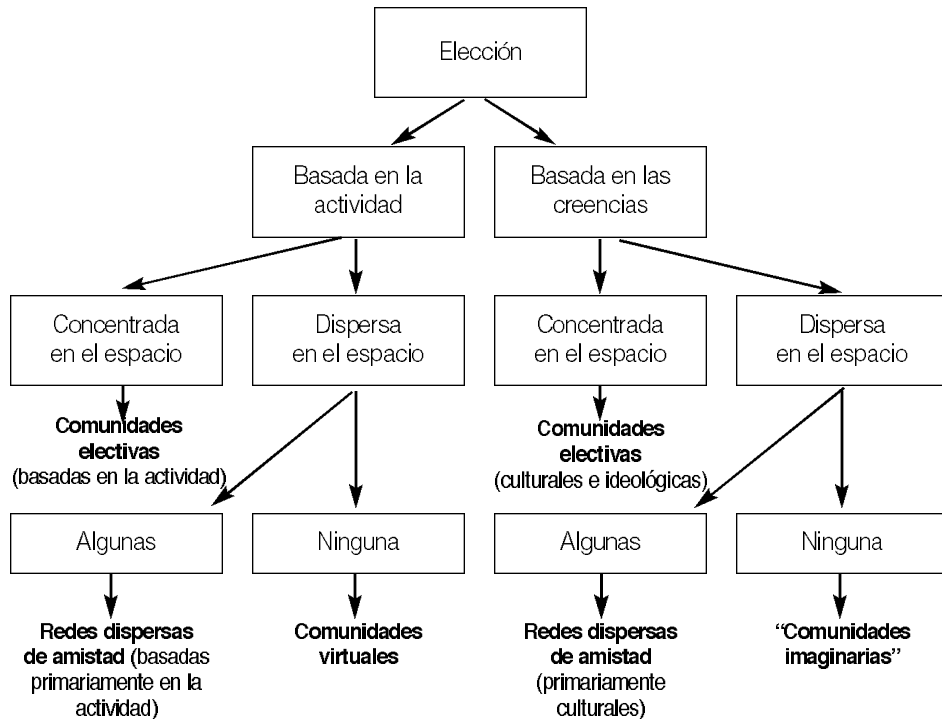 Elección
Basada en la
actividad
Basada en las
creencias
Concentrada
en el espacio
Dispersa
en el espacio
Concentrada
en el espacio
Dispersa
en el espacio
Comunidades
electivas
(basadas en la actividad)
Comunidades
electivas
(culturales e ideológicas)
Algunas
Ninguna
Algunas
Ninguna
Redes dispersas
de amistad (basadas
primariamente en la
actividad)
Comunidades
virtuales
Redes dispersas
de amistad
(primariamente
culturales)
“Comunidades
imaginarias”